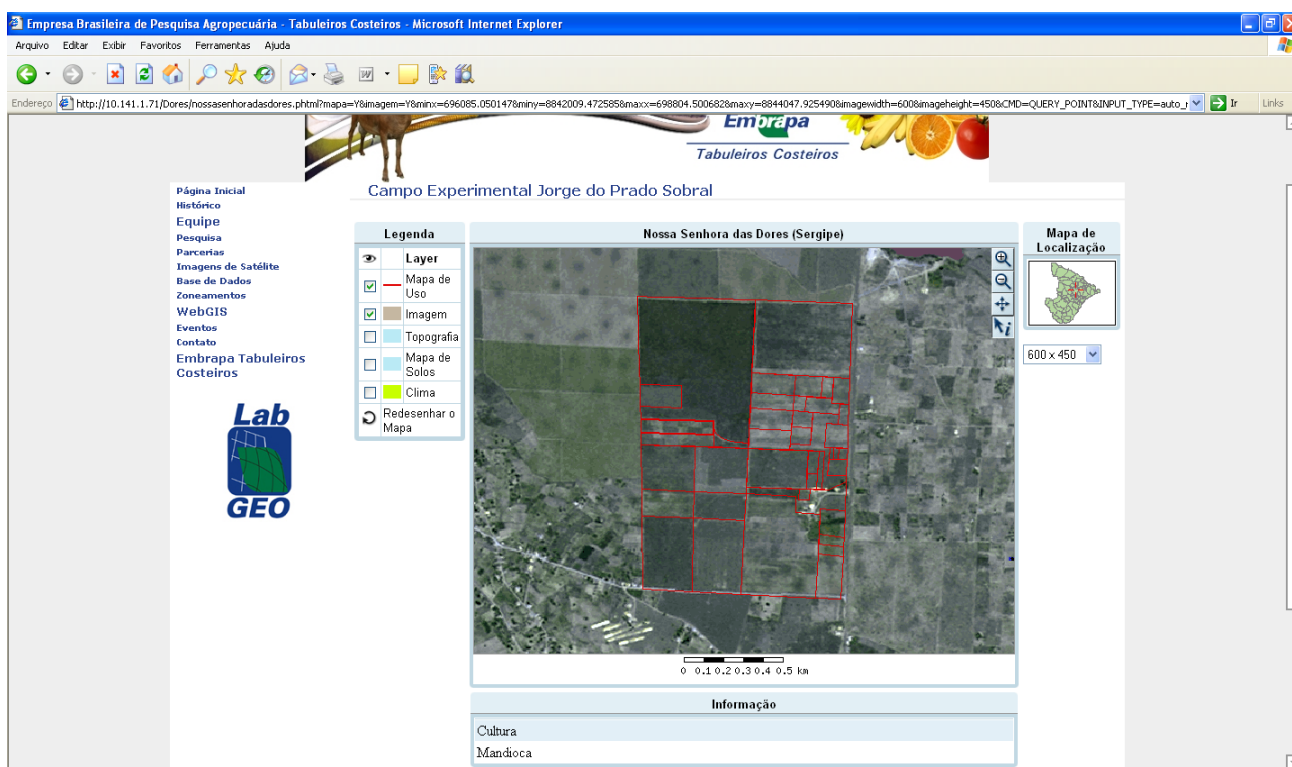 Empresa Brasileira de Pesquisa Agropecuária - Tabuleiros Costeiros - Microsoft Internet Explorer
Arquivo Editar Exibir Favoritos Ferramentas Ajuda
Endereço http://10.141.1.71/Dores/nossasenhoradasdores.phtml?mapa=Y&imagem=Y&minx=696085.050147&miny=8842009.472585&maxx=698804.500682&maxy=8844047.925490&imagewidth=600&imageheight=450&CMD=QUERY_POINT&INPUT_TYPE=auto_r Ir Links
Embrapa
Tabuleiros Costeiros
Campo Experimental Jorge do Prado Sobral
Página Inicial
Histórico
Equipe
Pesquisa
Parcerias
Imagens de Satélite
Base de Dados
Zoneamentos
WebGIS
Eventos
Contato
Embrapa Tabuleiros
Costeiros
Lab
GEO
Legenda
Layer
Mapa de
Uso
Imagem
Topografia
Mapa de
Solos
Clima
Redesenhar o
Mapa
Nossa Senhora das Dores (Sergipe)
0 0.1 0.2 0.3 0.4 0.5 km
Mapa de
Localização
600 x 450
Informação
Cultura
Mandioca